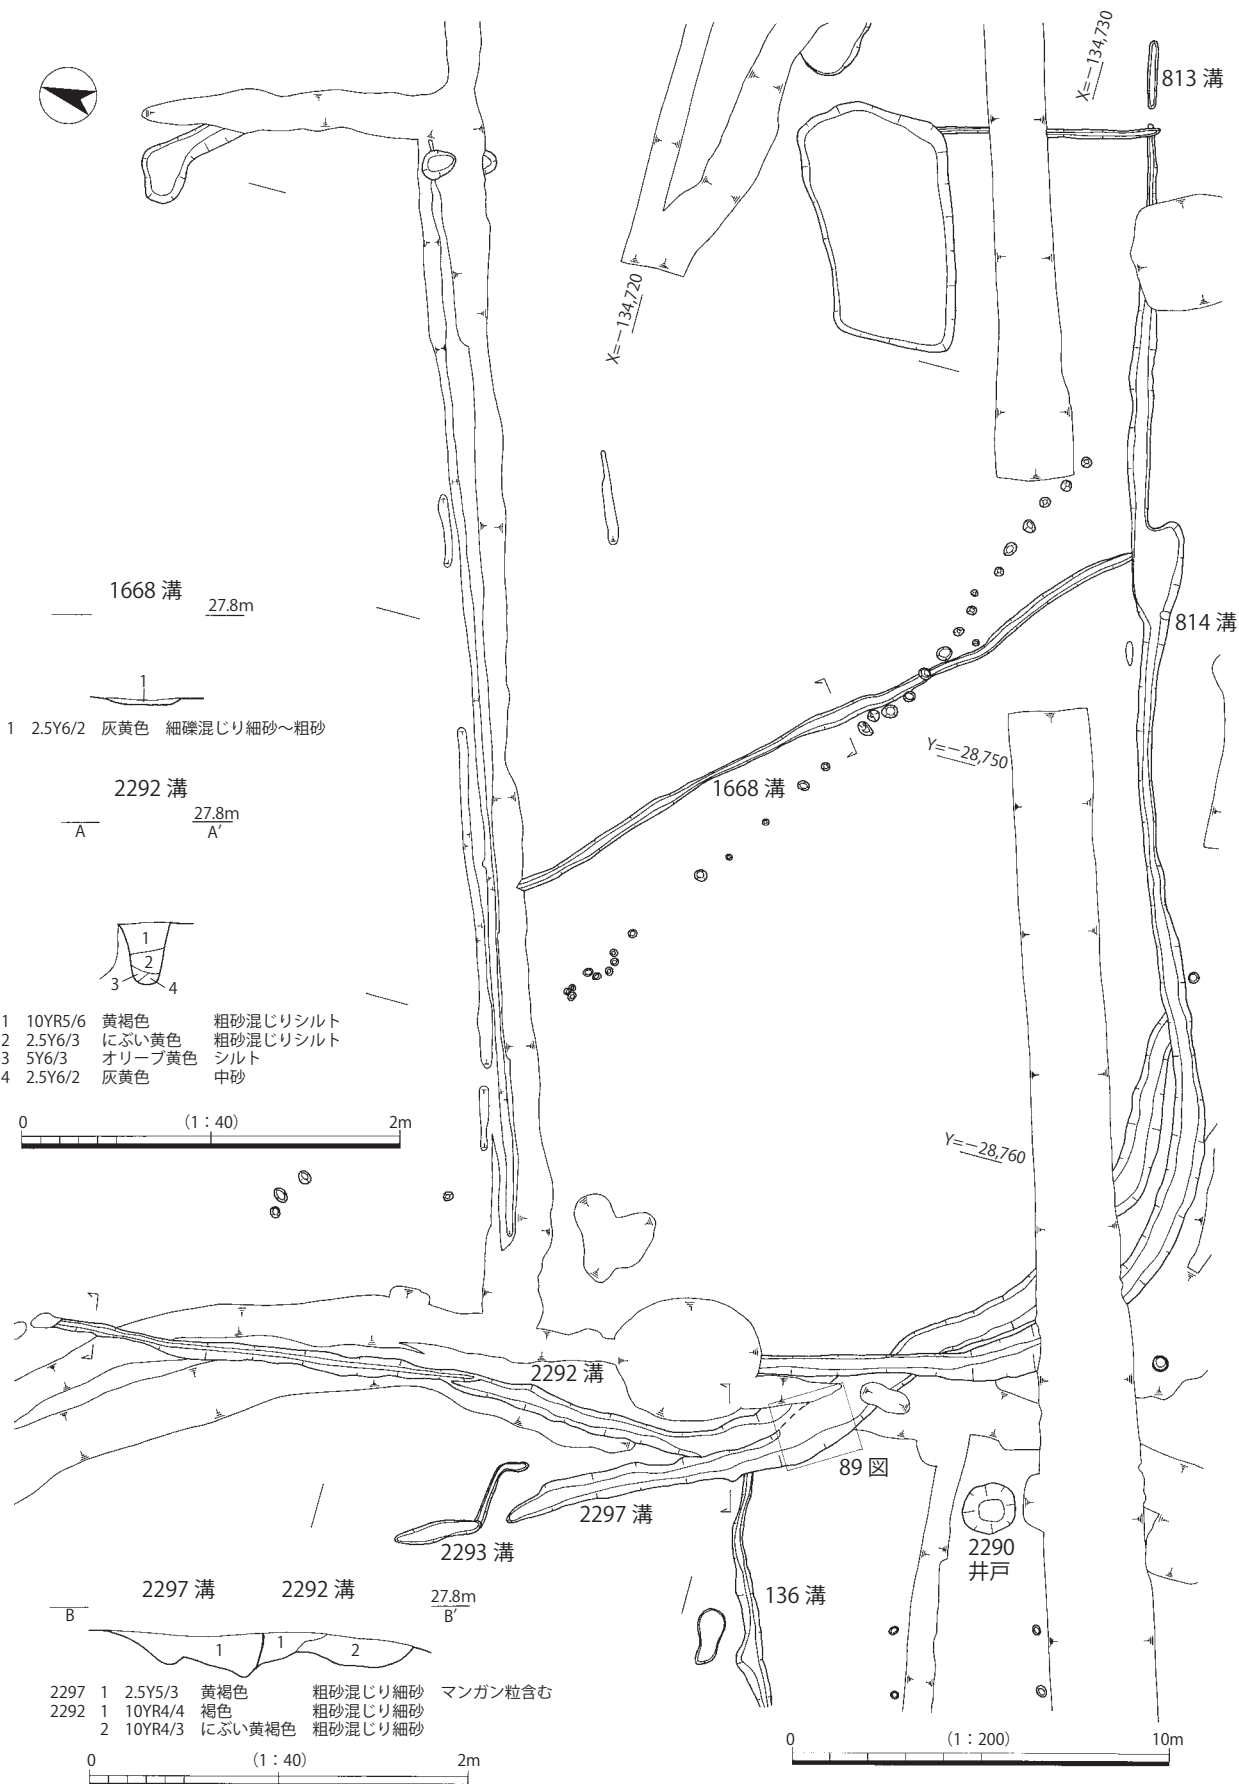 X=－134,730
813 溝
X=－134,720
1668 溝
27.8m
1
1 2.5Y6/2 灰黄色 細礫混じり細砂～粗砂
814 溝
Y=－28,750
1668 溝
2292 溝
27.8m
A A′
1
2
3 4
1 10YR5/6 黄褐色 粗砂混じりシルト
2 2.5Y6/3 にぶい黄色 粗砂混じりシルト
3 5Y6/3 オリーブ黄色 シルト
4 2.5Y6/2 灰黄色 中砂
0 （1：40） 2m
Y=－28,760
2292 溝
89 図
2297 溝
2293 溝
2290
井戸
136 溝
2297 溝 2292 溝
27.8m
B B′
1 1 2
2297 1 2.5Y5/3 黄褐色 粗砂混じり細砂 マンガン粒含む
2292 1 10YR4/4 褐色 粗砂混じり細砂
2 10YR4/3 にぶい黄褐色 粗砂混じり細砂
0 （1：40） 2m
0 （1：200） 10m